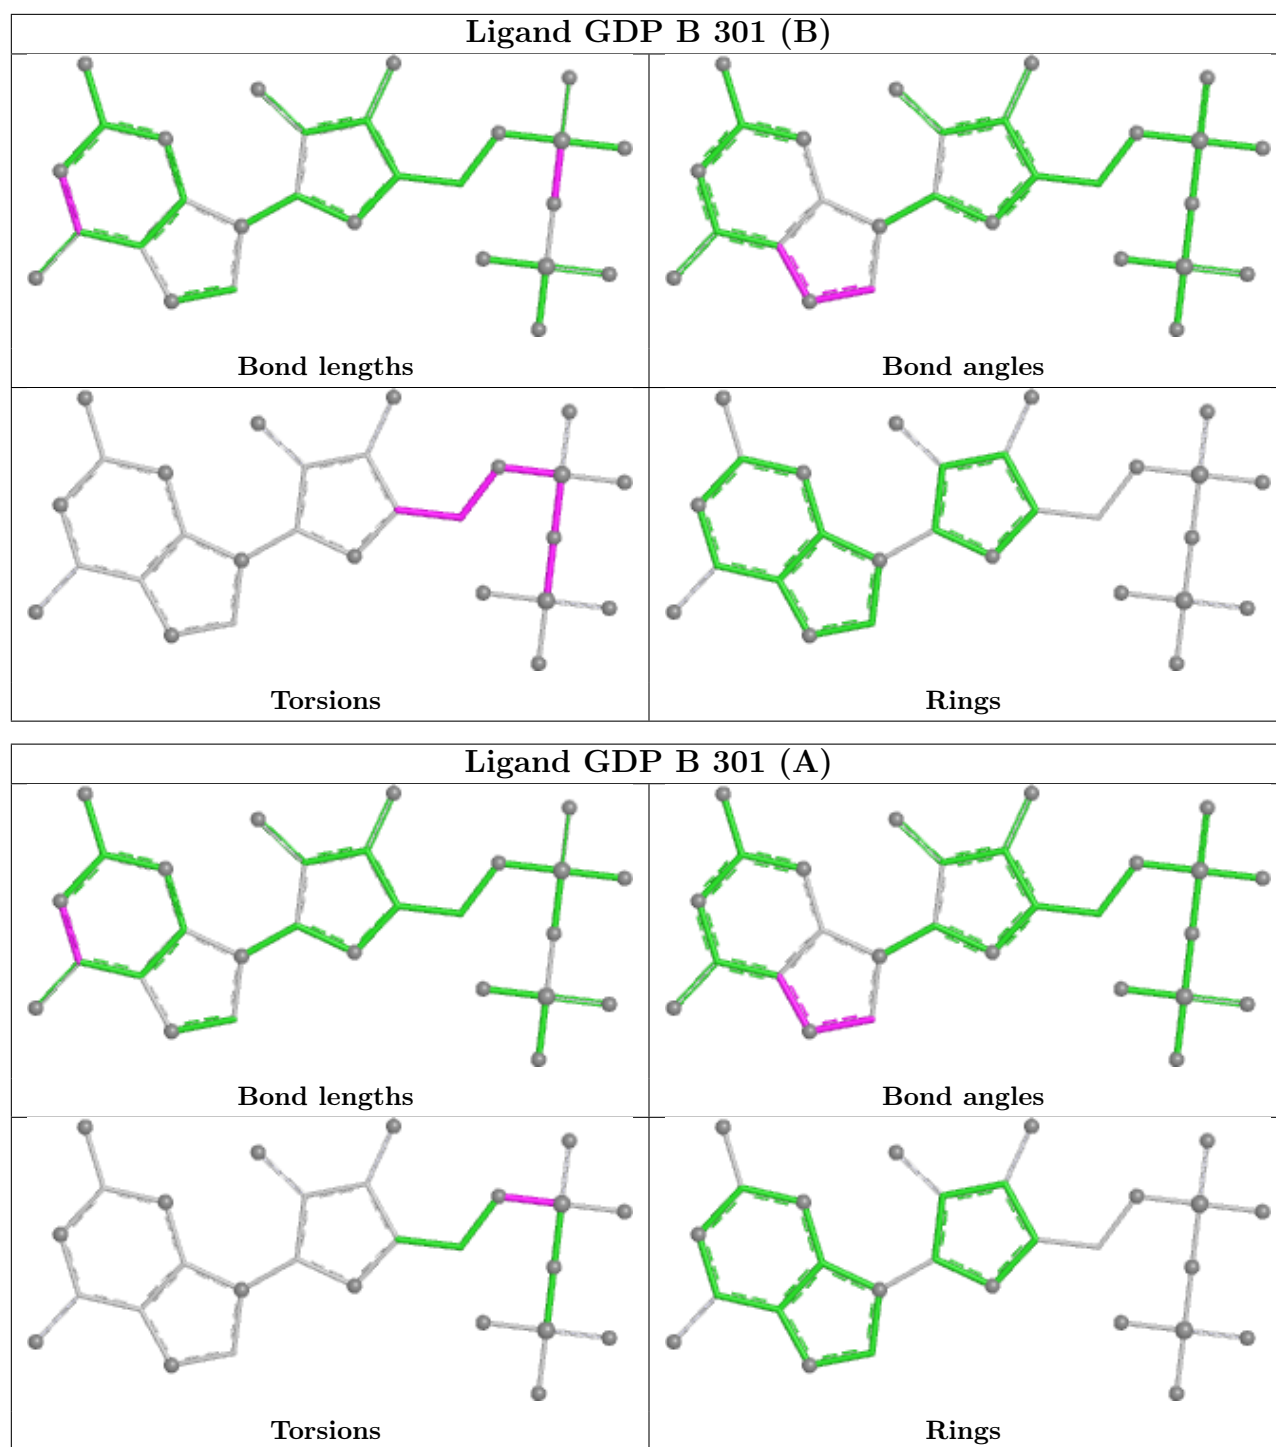 Ligand GDP B 301 (B)
Bond lengths
Bond angles
Torsions
Rings
Ligand GDP B 301 (A)
Bond lengths
Bond angles
Torsions
Rings